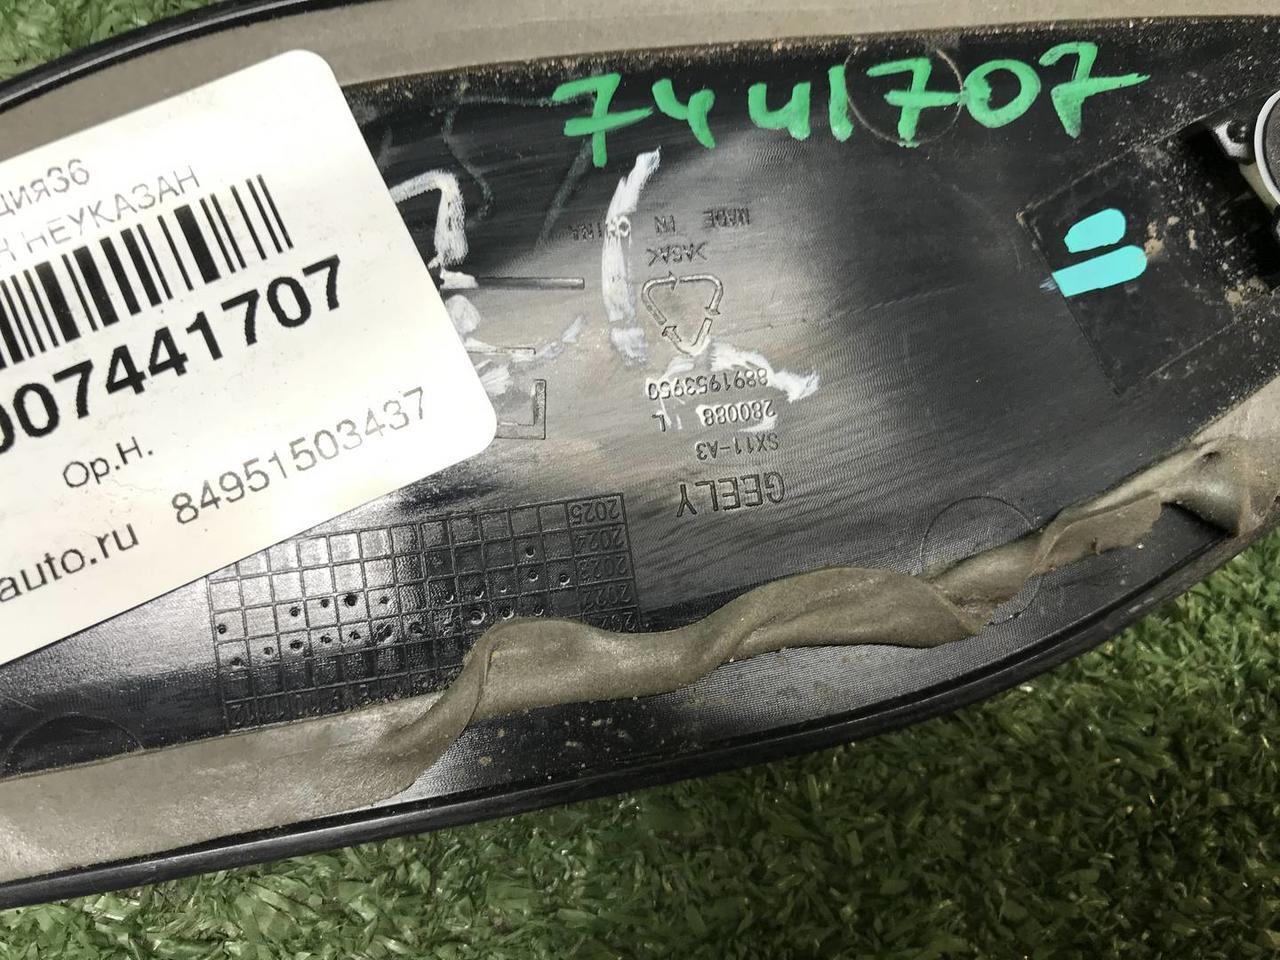 7441707
ция36
Н НЕУКАЗАН
007441707
Ор.Н.
84951503437
auto.ru
GEELY
SX11-A3
280088 L
8891953950
>ASA<
MADE IN CHINA
2025
2024
2023
2022